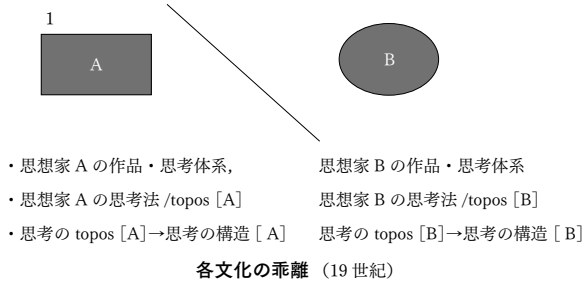 1
A
B
・思想家 A の作品・思考体系,
思想家 B の作品・思考体系
・思想家 A の思考法 /topos [A]
思想家 B の思考法 /topos [B]
・思考の topos [A]→思考の構造 [ A]
思考の topos [B]→思考の構造 [ B]
各文化の乖離 （19 世紀）